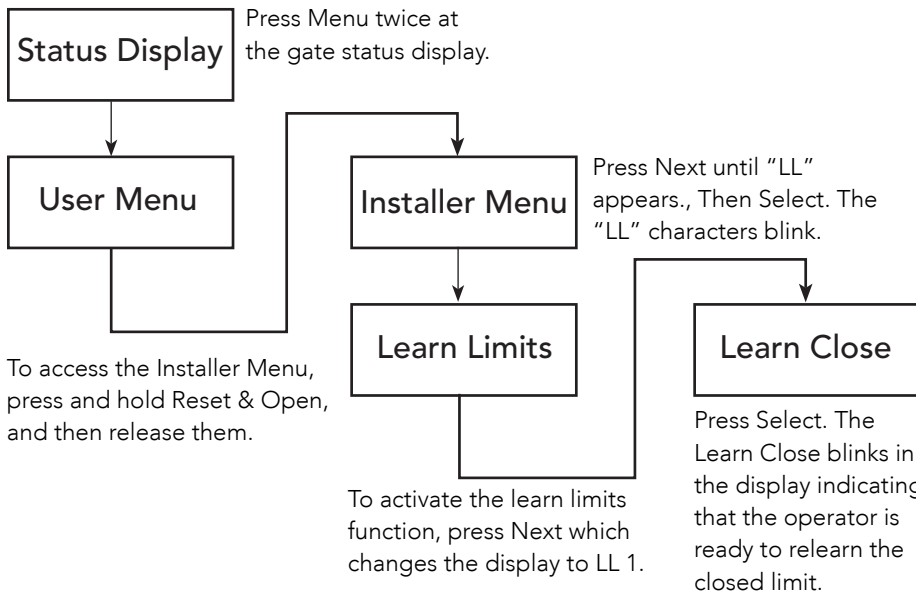 Status Display
Press Menu twice at
the gate status display.
User Menu
To access the Installer Menu,
press and hold Reset & Open,
and then release them.
Installer Menu
Press Next until “LL”
appears., Then Select. The
“LL” characters blink.
Learn Limits
To activate the learn limits
function, press Next which
changes the display to LL 1.
Learn Close
Press Select. The
Learn Close blinks in
the display indicating
that the operator is
ready to relearn the
closed limit.